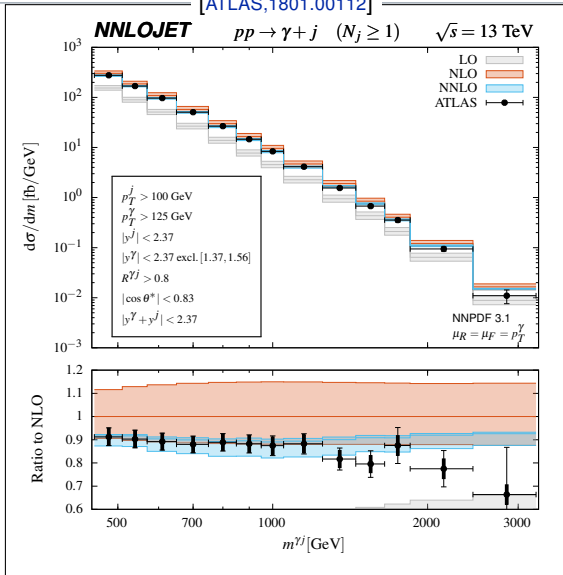 [ATLAS,1801.00112]
NNLOJET pp → γ + j (N_j ≥ 1) √s = 13 TeV
LO
NLO
NNLO
ATLAS
dσ/dm [fb/GeV]
10^3
10^2
10^1
10^0
10^−1
10^−2
10^−3
p_T^j > 100 GeV
p_T^γ > 125 GeV
|y^j| < 2.37
|y^γ| < 2.37 excl. [1.37, 1.56]
R^γj > 0.8
|cos θ*| < 0.83
|y^γ + y^j| < 2.37
NNPDF 3.1
μ_R = μ_F = p_T^γ
Ratio to NLO
1.2
1.1
1
0.9
0.8
0.7
0.6
500 700 1000 2000 3000
m^γj [GeV]